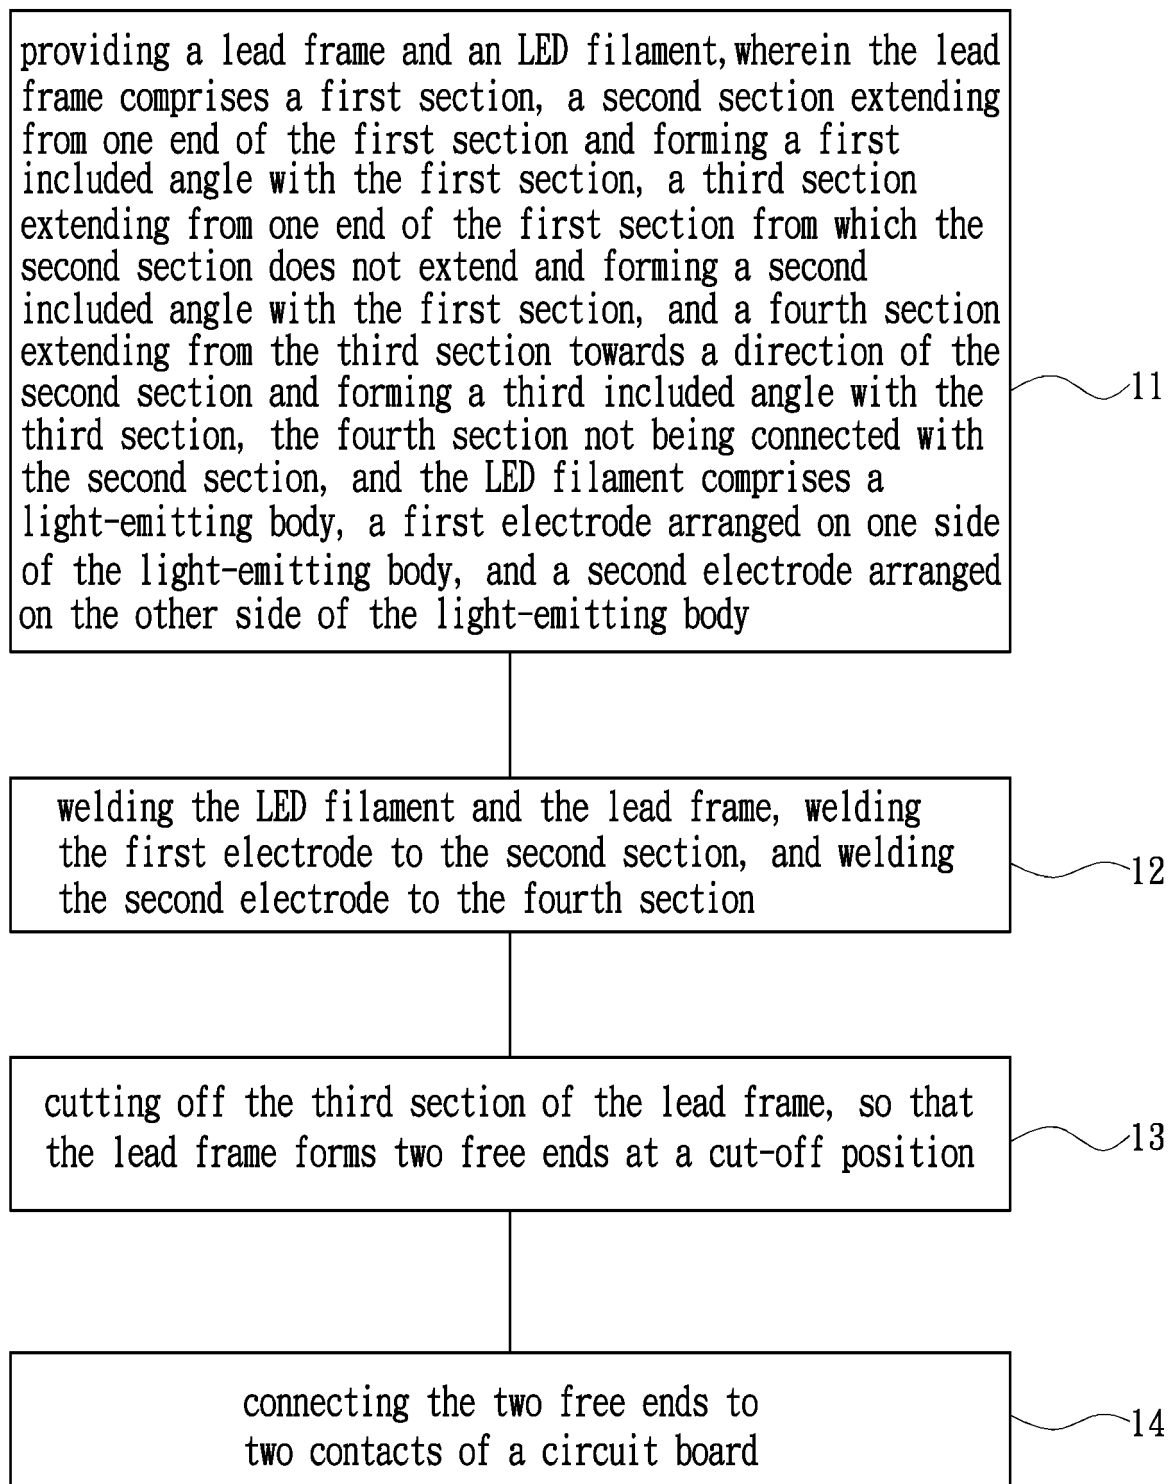 providing a lead frame and an LED filament, wherein the lead
frame comprises a first section, a second section extending
from one end of the first section and forming a first
included angle with the first section, a third section
extending from one end of the first section from which the
second section does not extend and forming a second
included angle with the first section, and a fourth section
extending from the third section towards a direction of the
second section and forming a third included angle with the
third section, the fourth section not being connected with
the second section, and the LED filament comprises a
light-emitting body, a first electrode arranged on one side
of the light-emitting body, and a second electrode arranged
on the other side of the light-emitting body
11
welding the LED filament and the lead frame, welding
the first electrode to the second section, and welding
the second electrode to the fourth section
12
cutting off the third section of the lead frame, so that
the lead frame forms two free ends at a cut-off position
13
connecting the two free ends to
two contacts of a circuit board
14